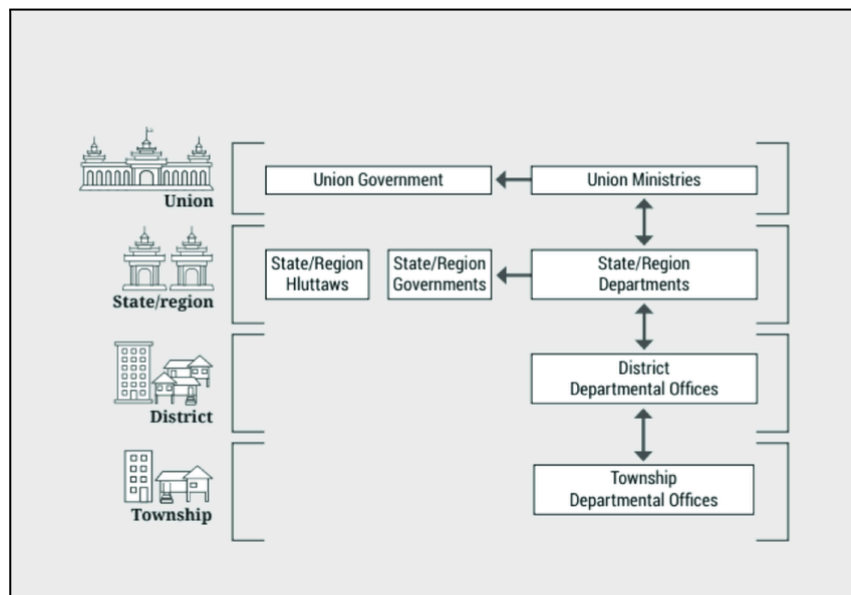 Union
Union Government
Union Ministries
State/region
State/Region
Hluttaws
State/Region
Governments
State/Region
Departments
District
District
Departmental Offices
Township
Township
Departmental Offices